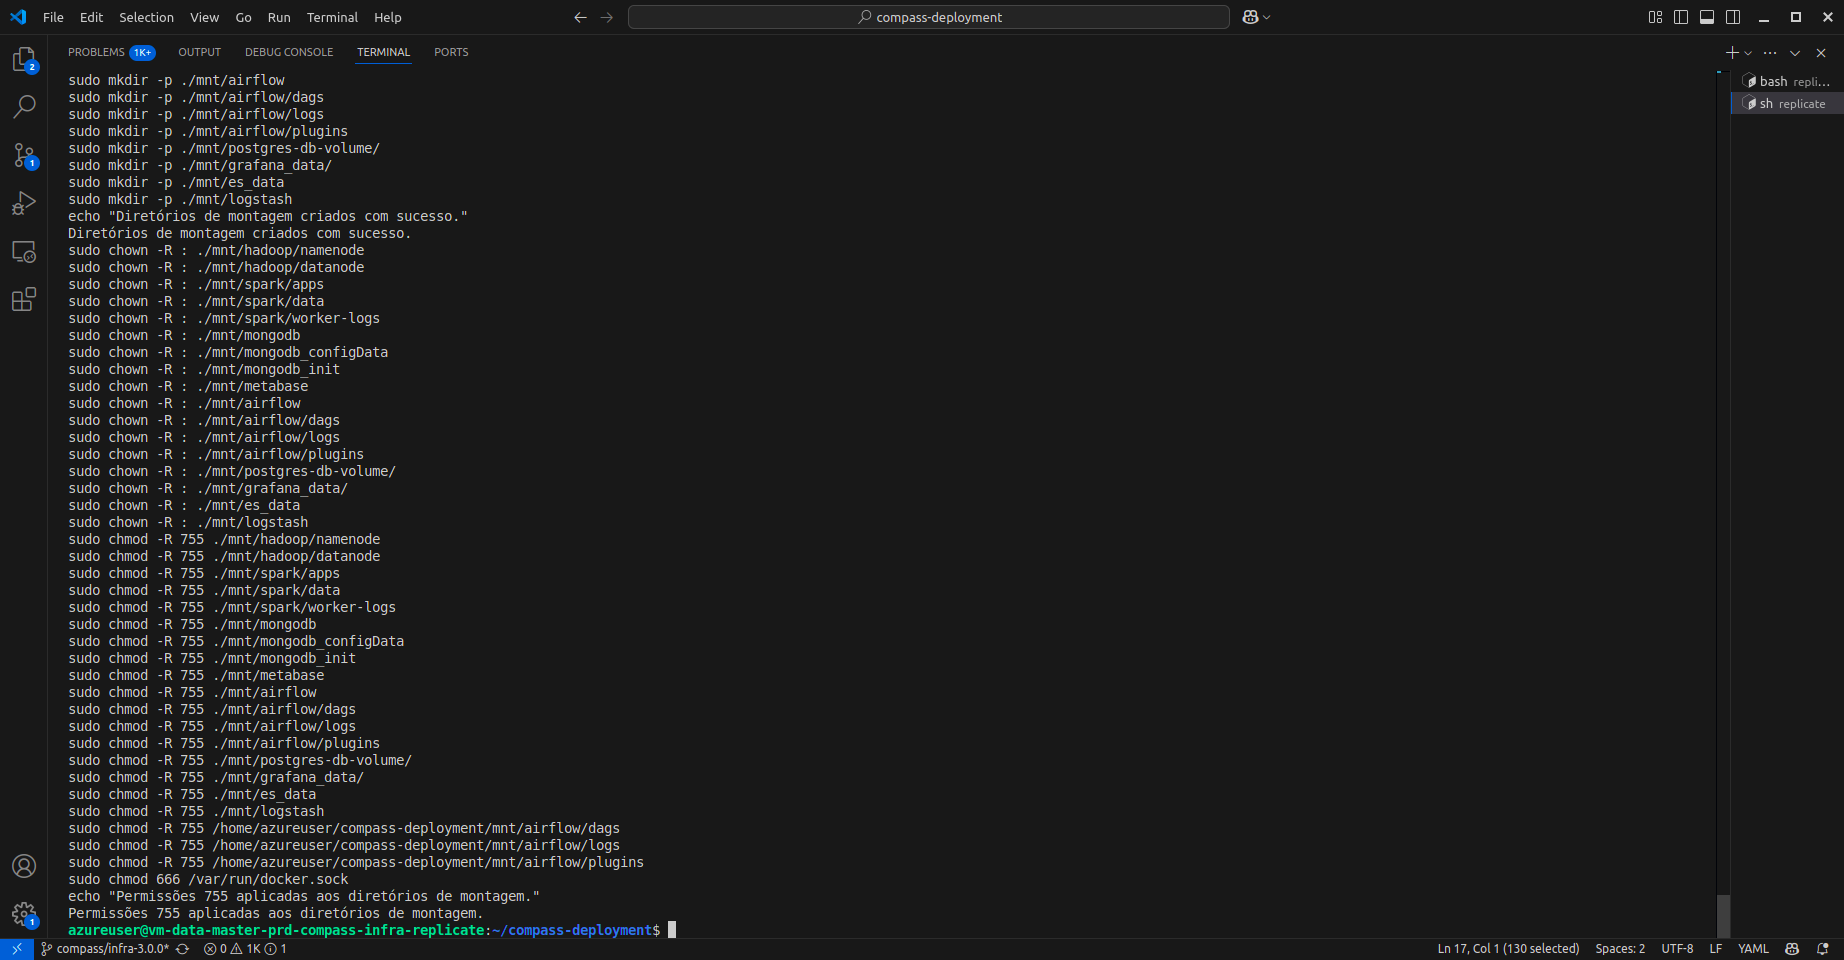 File Edit Selection View Go Run Terminal Help
compass-deployment
PROBLEMS 1K+ OUTPUT DEBUG CONSOLE TERMINAL PORTS
2
1
1
bash repli...
sh replicate
sudo mkdir -p ./mnt/airflow
sudo mkdir -p ./mnt/airflow/dags
sudo mkdir -p ./mnt/airflow/logs
sudo mkdir -p ./mnt/airflow/plugins
sudo mkdir -p ./mnt/postgres-db-volume/
sudo mkdir -p ./mnt/grafana_data/
sudo mkdir -p ./mnt/es_data
sudo mkdir -p ./mnt/logstash
echo "Diretórios de montagem criados com sucesso."
Diretórios de montagem criados com sucesso.
sudo chown -R : ./mnt/hadoop/namenode
sudo chown -R : ./mnt/hadoop/datanode
sudo chown -R : ./mnt/spark/apps
sudo chown -R : ./mnt/spark/data
sudo chown -R : ./mnt/spark/worker-logs
sudo chown -R : ./mnt/mongodb
sudo chown -R : ./mnt/mongodb_configData
sudo chown -R : ./mnt/mongodb_init
sudo chown -R : ./mnt/metabase
sudo chown -R : ./mnt/airflow
sudo chown -R : ./mnt/airflow/dags
sudo chown -R : ./mnt/airflow/logs
sudo chown -R : ./mnt/airflow/plugins
sudo chown -R : ./mnt/postgres-db-volume/
sudo chown -R : ./mnt/grafana_data/
sudo chown -R : ./mnt/es_data
sudo chown -R : ./mnt/logstash
sudo chmod -R 755 ./mnt/hadoop/namenode
sudo chmod -R 755 ./mnt/hadoop/datanode
sudo chmod -R 755 ./mnt/spark/apps
sudo chmod -R 755 ./mnt/spark/data
sudo chmod -R 755 ./mnt/spark/worker-logs
sudo chmod -R 755 ./mnt/mongodb
sudo chmod -R 755 ./mnt/mongodb_configData
sudo chmod -R 755 ./mnt/mongodb_init
sudo chmod -R 755 ./mnt/metabase
sudo chmod -R 755 ./mnt/airflow
sudo chmod -R 755 ./mnt/airflow/dags
sudo chmod -R 755 ./mnt/airflow/logs
sudo chmod -R 755 ./mnt/airflow/plugins
sudo chmod -R 755 ./mnt/postgres-db-volume/
sudo chmod -R 755 ./mnt/grafana_data/
sudo chmod -R 755 ./mnt/es_data
sudo chmod -R 755 ./mnt/logstash
sudo chmod -R 755 /home/azureuser/compass-deployment/mnt/airflow/dags
sudo chmod -R 755 /home/azureuser/compass-deployment/mnt/airflow/logs
sudo chmod -R 755 /home/azureuser/compass-deployment/mnt/airflow/plugins
sudo chmod 666 /var/run/docker.sock
echo "Permissões 755 aplicadas aos diretórios de montagem."
Permissões 755 aplicadas aos diretórios de montagem.
azureuser@vm-data-master-prd-compass-infra-replicate:~/compass-deployment$
compass/infra-3.0.0* 0 1K 1 Ln 17, Col 1 (130 selected) Spaces: 2 UTF-8 LF YAML